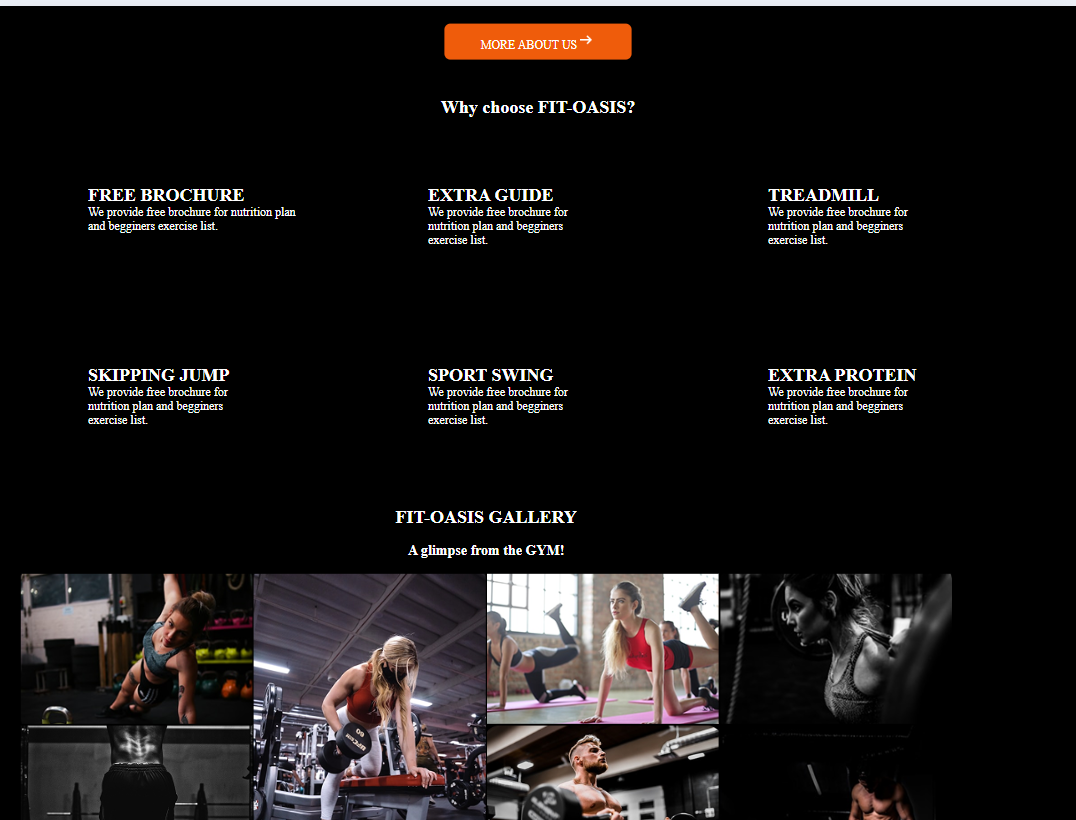 MORE ABOUT US →
Why choose FIT-OASIS?
FREE BROCHURE
We provide free brochure for nutrition plan
and begginers exercise list.
EXTRA GUIDE
We provide free brochure for
nutrition plan and begginers
exercise list.
TREADMILL
We provide free brochure for
nutrition plan and begginers
exercise list.
SKIPPING JUMP
We provide free brochure for
nutrition plan and begginers
exercise list.
SPORT SWING
We provide free brochure for
nutrition plan and begginers
exercise list.
EXTRA PROTEIN
We provide free brochure for
nutrition plan and begginers
exercise list.
FIT-OASIS GALLERY
A glimpse from the GYM!